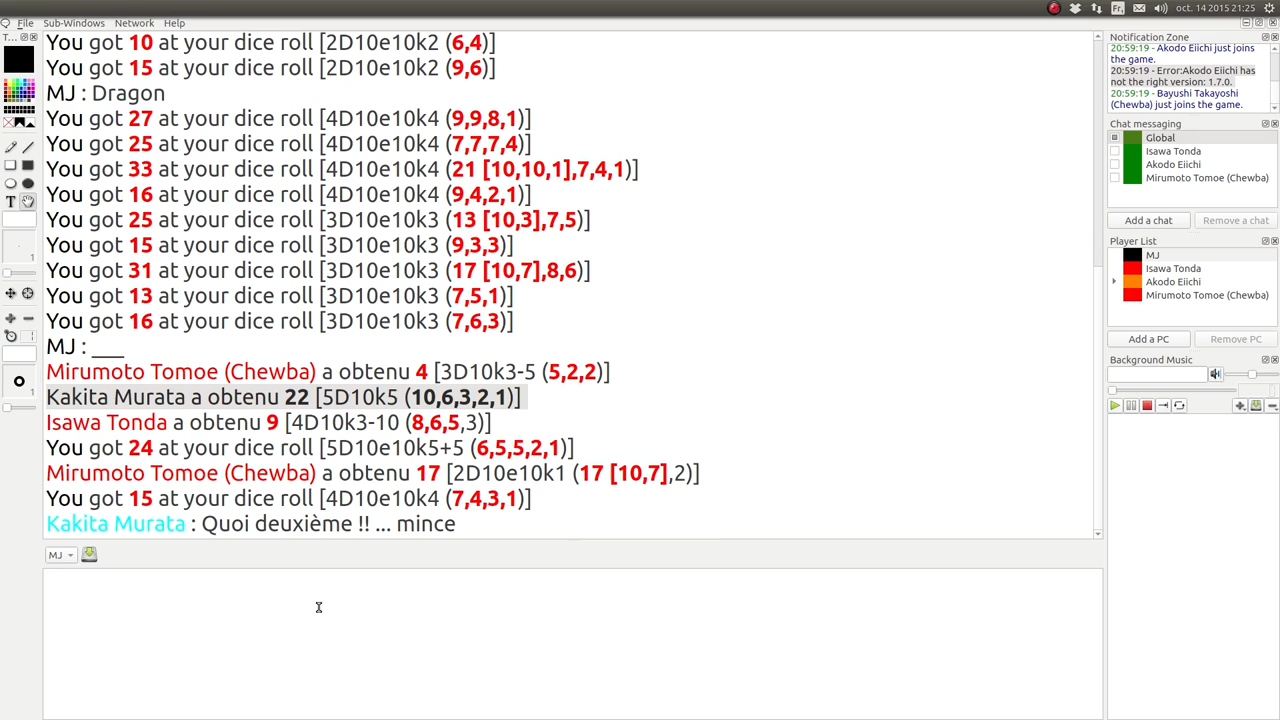 Fr
oct. 14 2015 21:25
File Sub-Windows Network Help
T...
You got 10 at your dice roll [2D10e10k2 (6,4)]
You got 15 at your dice roll [2D10e10k2 (9,6)]
MJ : Dragon
You got 27 at your dice roll [4D10e10k4 (9,9,8,1)]
You got 25 at your dice roll [4D10e10k4 (7,7,7,4)]
You got 33 at your dice roll [4D10e10k4 (21 [10,10,1],7,4,1)]
You got 16 at your dice roll [4D10e10k4 (9,4,2,1)]
You got 25 at your dice roll [3D10e10k3 (13 [10,3],7,5)]
You got 15 at your dice roll [3D10e10k3 (9,3,3)]
You got 31 at your dice roll [3D10e10k3 (17 [10,7],8,6)]
You got 13 at your dice roll [3D10e10k3 (7,5,1)]
You got 16 at your dice roll [3D10e10k3 (7,6,3)]
MJ : ___
Mirumoto Tomoe (Chewba) a obtenu 4 [3D10k3-5 (5,2,2)]
Kakita Murata a obtenu 22 [5D10k5 (10,6,3,2,1)]
Isawa Tonda a obtenu 9 [4D10k3-10 (8,6,5,3)]
You got 24 at your dice roll [5D10e10k5+5 (6,5,5,2,1)]
Mirumoto Tomoe (Chewba) a obtenu 17 [2D10e10k1 (17 [10,7],2)]
You got 15 at your dice roll [4D10e10k4 (7,4,3,1)]
Kakita Murata : Quoi deuxième !! ... mince
MJ
T
1
1
Notification Zone
20:59:19 - Akodo Eiichi just joins
the game.
20:59:19 - Error:Akodo Eiichi has
not the right version: 1.7.0.
20:59:19 - Bayushi Takayoshi
(Chewba) just joins the game.
Chat messaging
Global
Isawa Tonda
Akodo Eiichi
Mirumoto Tomoe (Chewba)
Add a chat
Remove a chat
Player List
MJ
Isawa Tonda
Akodo Eiichi
Mirumoto Tomoe (Chewba)
Add a PC
Remove PC
Background Music